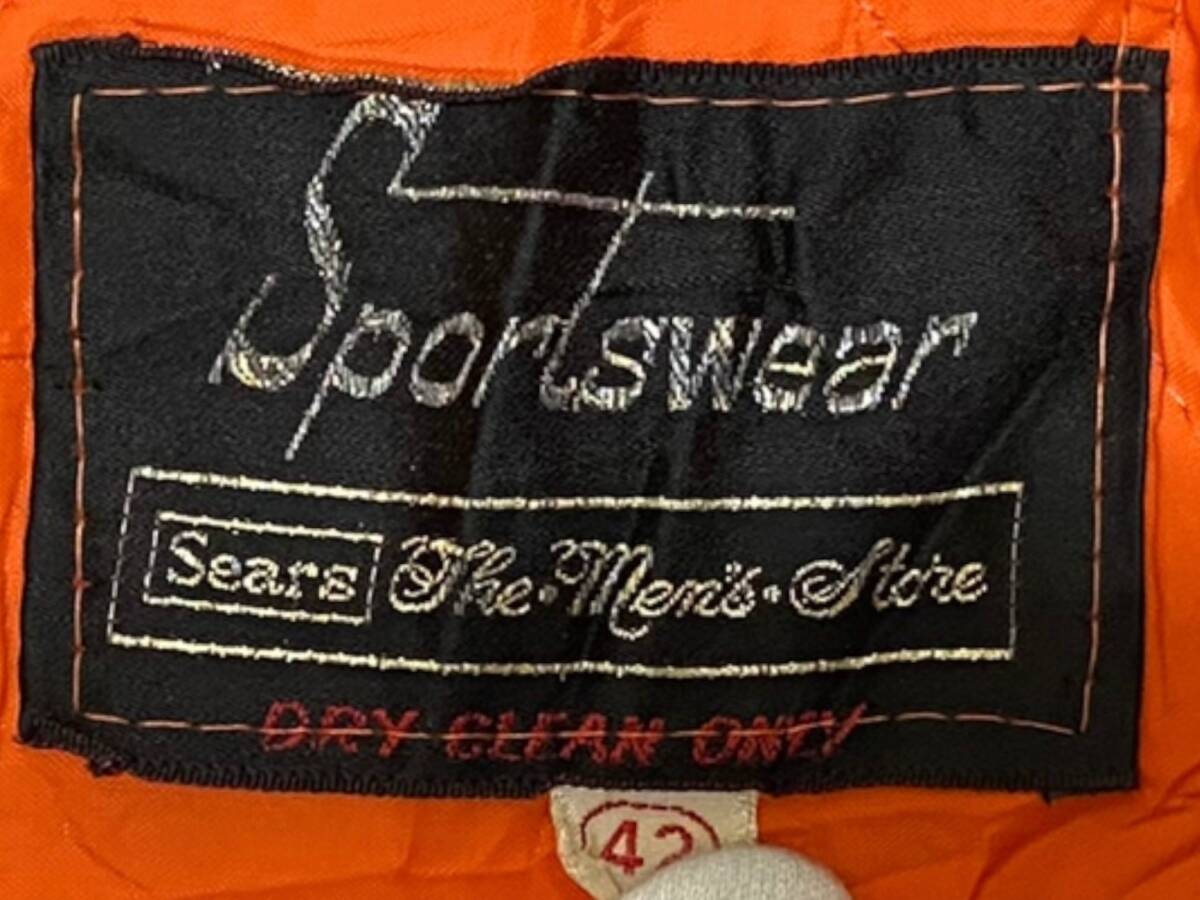 Sportswear
Sears The·Men's·Store
DRY CLEAN ONLY
42